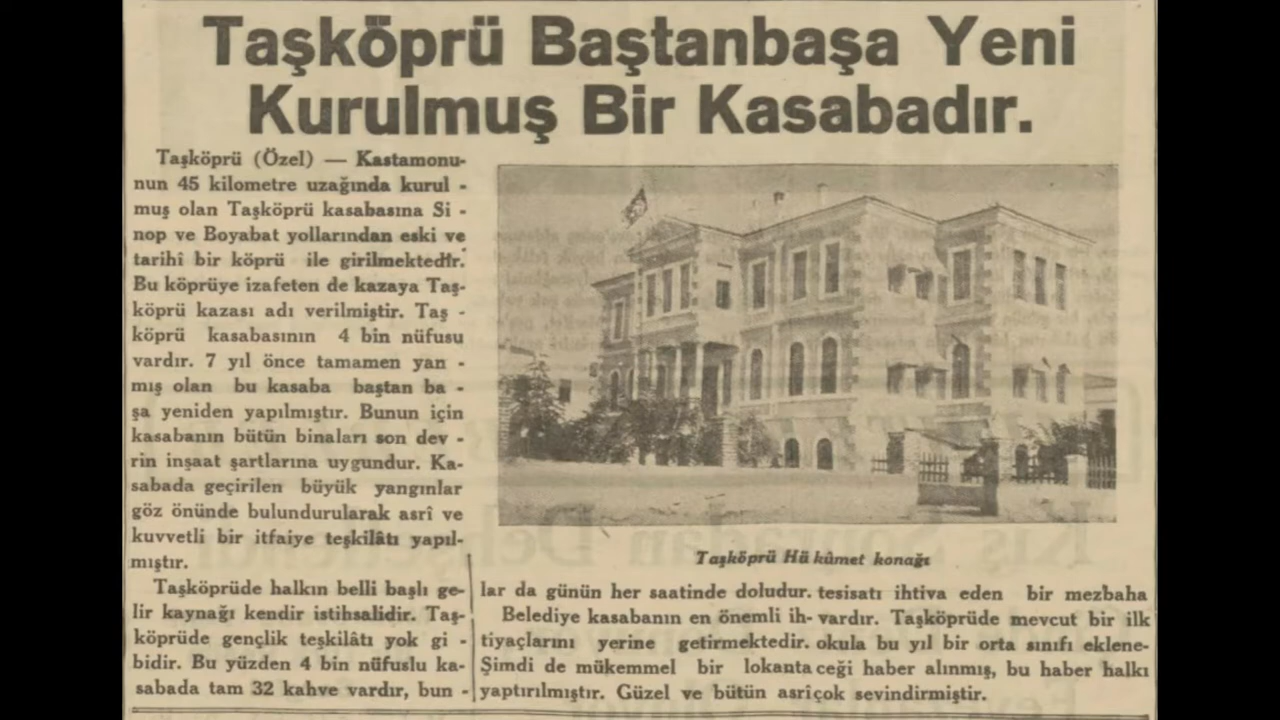 Taşköprü Baştanbaşa Yeni
Kurulmuş Bir Kasabadır.
Taşköprü (Özel) — Kastamonu-
nun 45 kilometre uzağında kurul -
muş olan Taşköprü kasabasına Si -
nop ve Boyabat yollarından eski ve
tarihî bir köprü ile girilmektedir.
Bu köprüye izafeten de kazaya Taş-
köprü kazası adı verilmiştir. Taş -
köprü kasabasının 4 bin nüfusu
vardır. 7 yıl önce tamamen yan -
mış olan bu kasaba baştan ba -
şa yeniden yapılmıştır. Bunun için
kasabanın bütün binaları son dev -
rin inşaat şartlarına uygundur. Ka-
sabada geçirilen büyük yangınlar
göz önünde bulundurularak asrî ve
kuvvetli bir itfaiye teşkilâtı yapıl-
mıştır.
Taşköprüde halkın belli başlı ge-
lir kaynağı kendir istihsalidir. Taş-
köprüde gençlik teşkilâtı yok gi -
bidir. Bu yüzden 4 bin nüfuslu ka-
sabada tam 32 kahve vardır, bun -
Taşköprü Hü kûmet konağı
lar da günün her saatinde doludur.
Belediye kasabanın en önemli ih-
tiyaçlarını yerine getirmektedir.
Şimdi de mükemmel bir lokanta
yaptırılmıştır. Güzel ve bütün asri
tesisatı ihtiva eden bir mezbaha
vardır. Taşköprüde mevcut bir ilk
okula bu yıl bir orta sınıfı eklene-
ceği haber alınmış, bu haber halkı
çok sevindirmiştir.